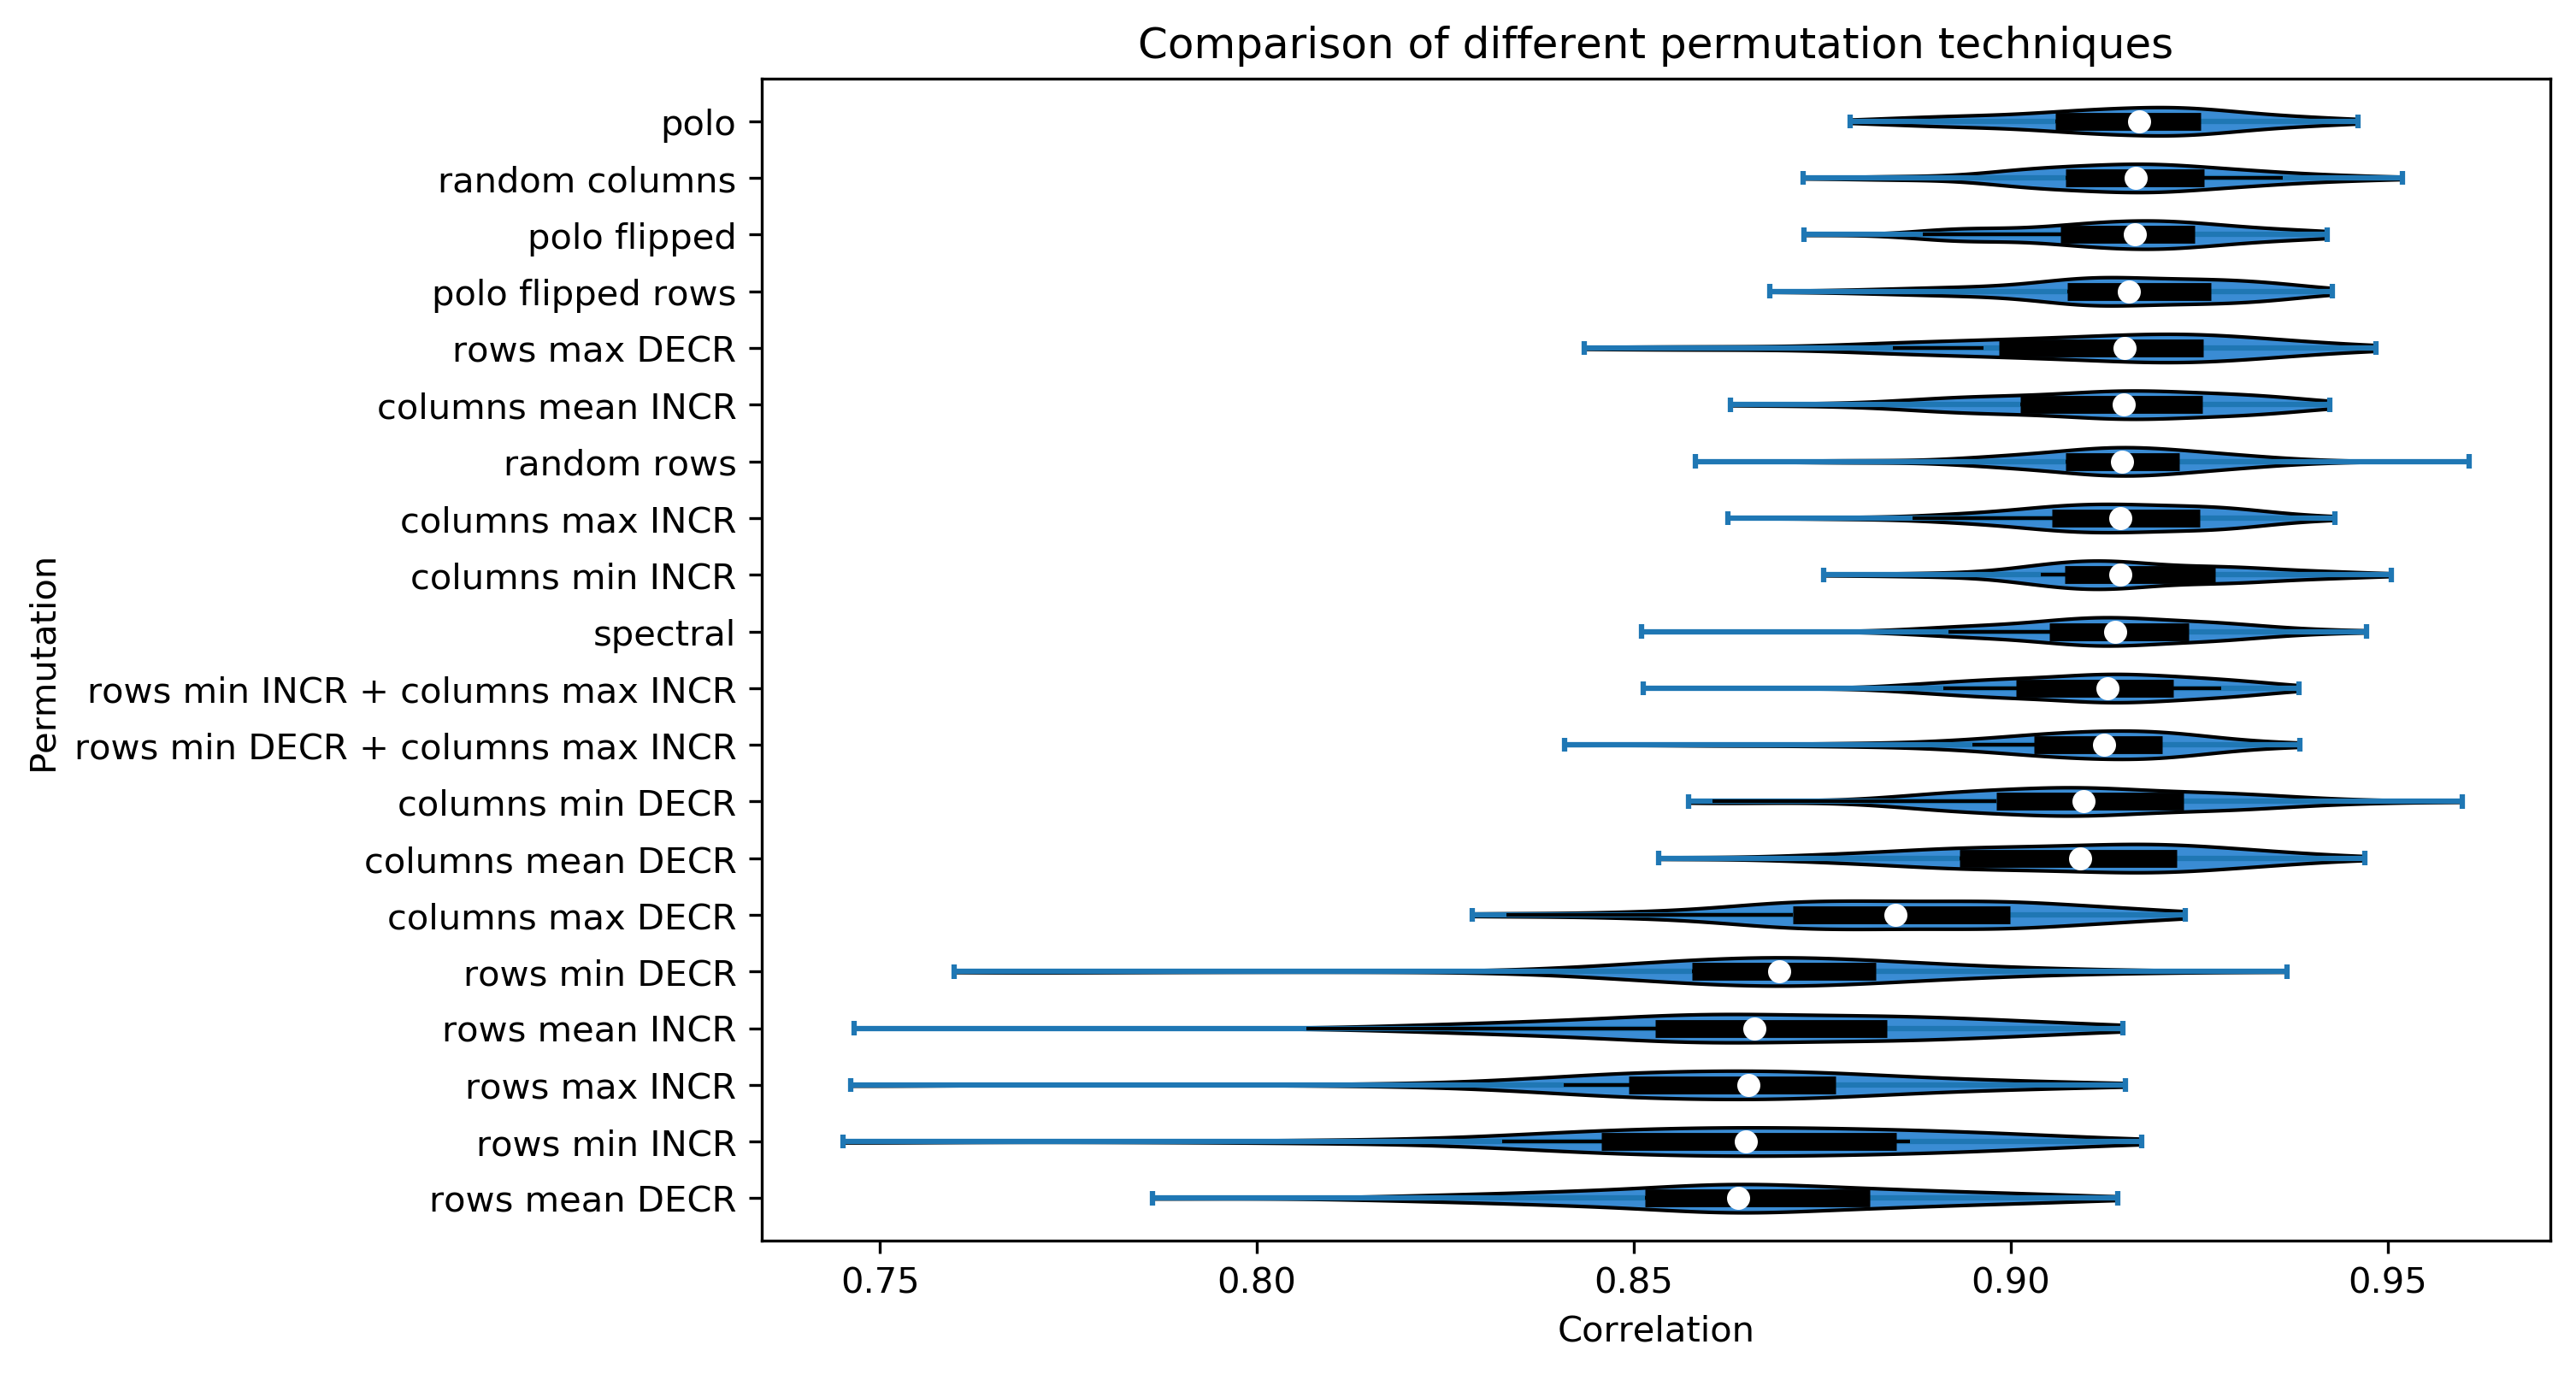 Comparison of different permutation techniques
Permutation
polo
random columns
polo flipped
polo flipped rows
rows max DECR
columns mean INCR
random rows
columns max INCR
columns min INCR
spectral
rows min INCR + columns max INCR
rows min DECR + columns max INCR
columns min DECR
columns mean DECR
columns max DECR
rows min DECR
rows mean INCR
rows max INCR
rows min INCR
rows mean DECR
0.75 0.80 0.85 0.90 0.95
Correlation